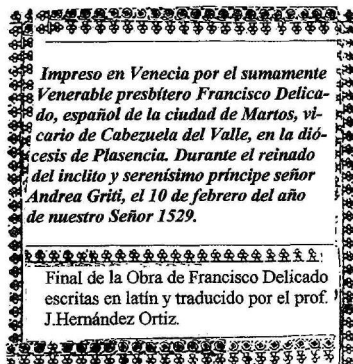 Impreso en Venecia por el sumamente
Venerable presbítero Francisco Delica-
do, español de la ciudad de Martos, vi-
cario de Cabezuela del Valle, en la dió-
cesis de Plasencia. Durante el reinado
del inclito y serenísimo príncipe señor
Andrea Griti, el 10 de febrero del año
de nuestro Señor 1529.
Final de la Obra de Francisco Delicado
escritas en latín y traducido por el prof.
J.Hernández Ortiz.